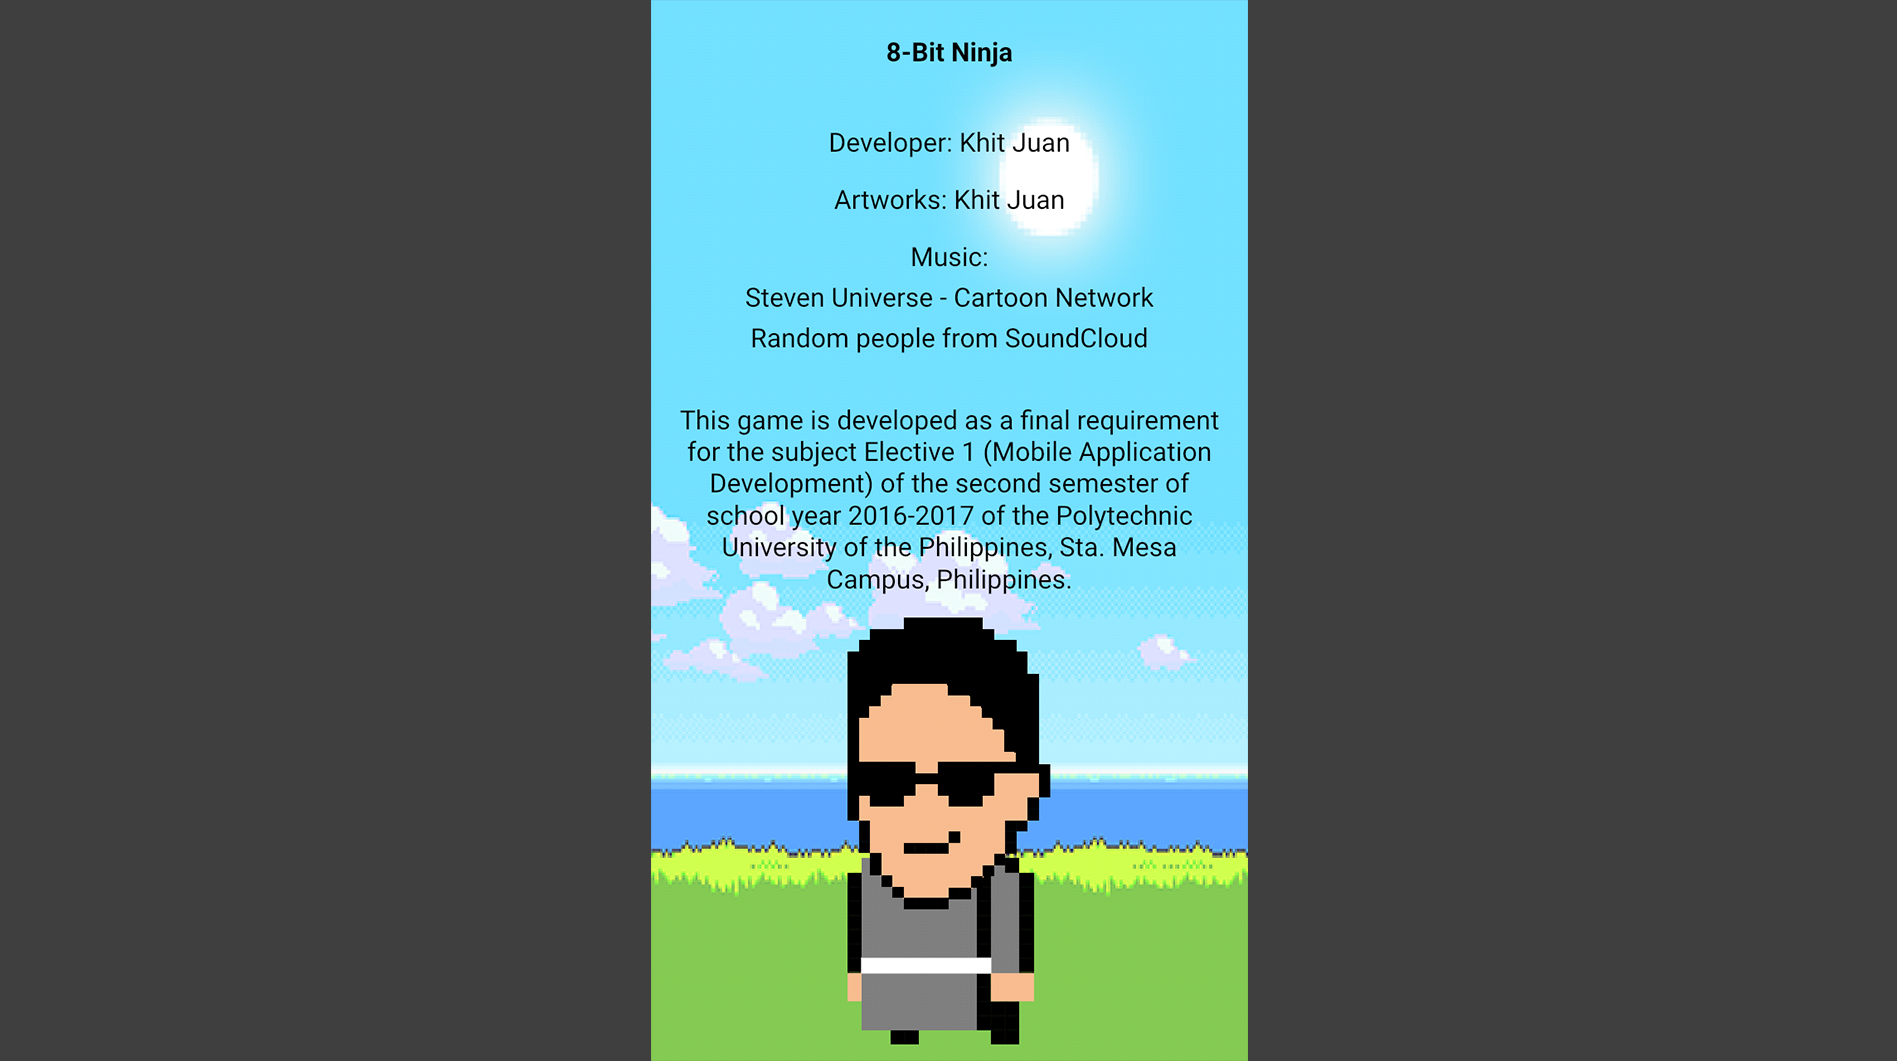 8-Bit Ninja
Developer: Khit Juan
Artworks: Khit Juan
Music:
Steven Universe - Cartoon Network
Random people from SoundCloud
This game is developed as a final requirement
for the subject Elective 1 (Mobile Application
Development) of the second semester of
school year 2016-2017 of the Polytechnic
University of the Philippines, Sta. Mesa
Campus, Philippines.